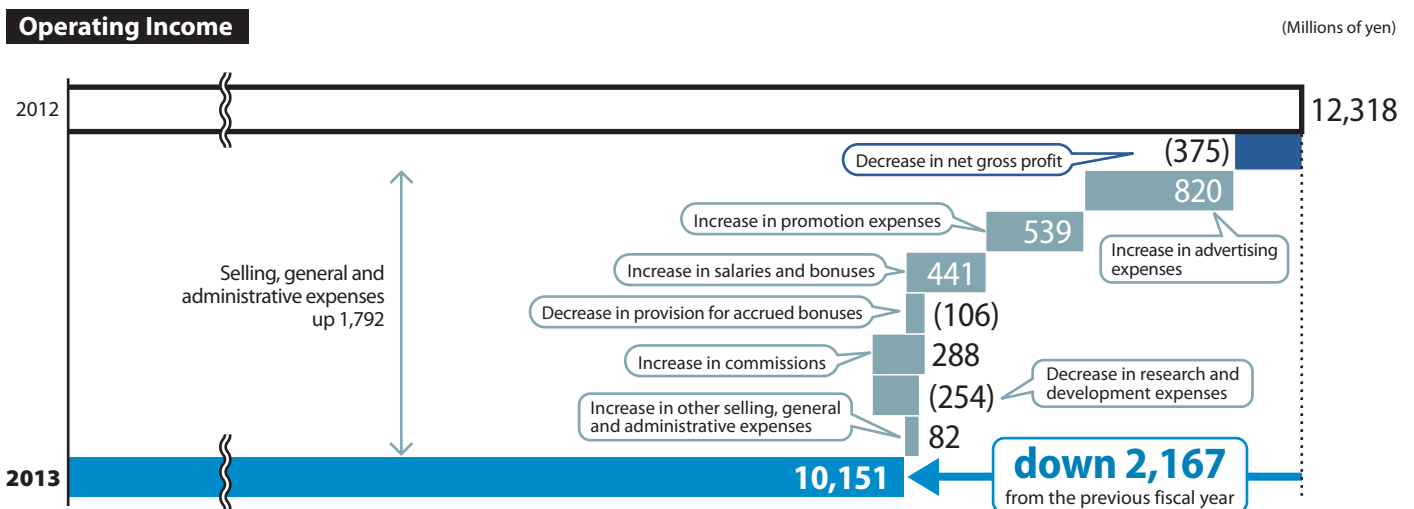 Operating Income
(Millions of yen)
2012
12,318
Decrease in net gross profit
(375)
820
Increase in advertising
expenses
Increase in promotion expenses
539
Selling, general and
administrative expenses
up 1,792
Increase in salaries and bonuses
441
Decrease in provision for accrued bonuses
(106)
Increase in commissions
288
(254)
Decrease in research and
development expenses
Increase in other selling, general
and administrative expenses
82
2013
10,151
down 2,167
from the previous fiscal year